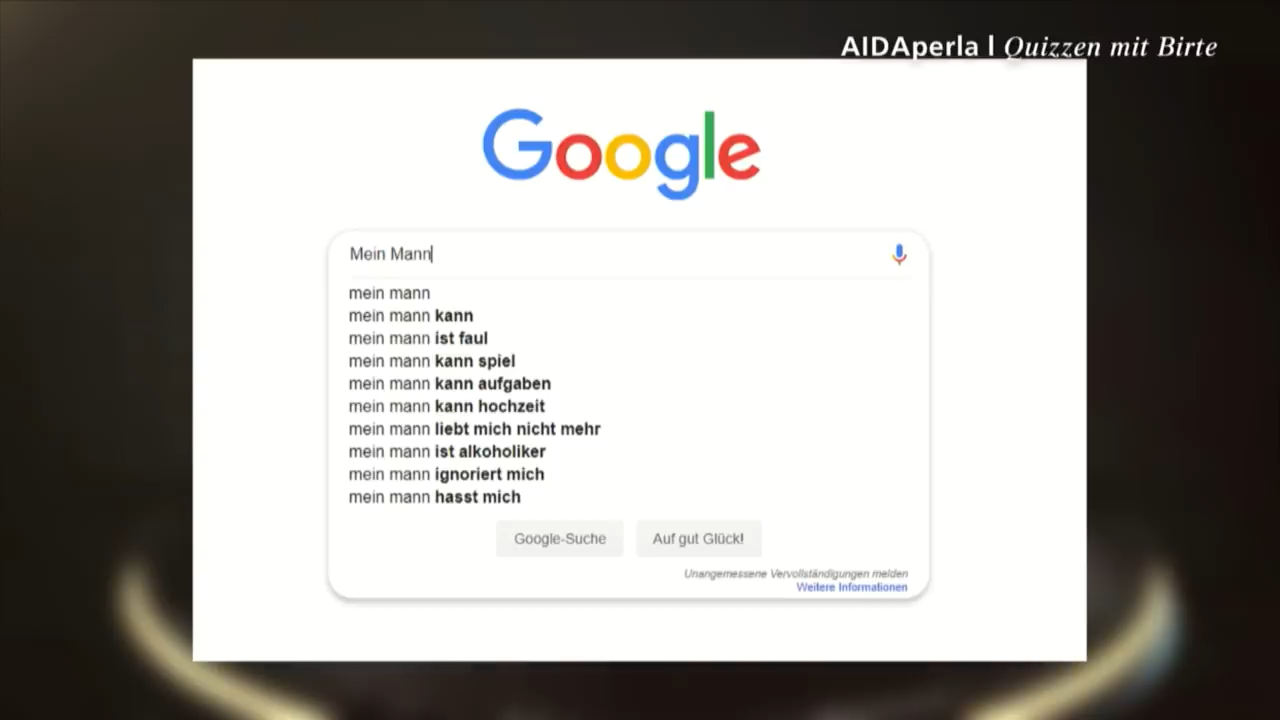 AIDAperla | Quizzen mit Birte
Google
Mein Mann
mein mann
mein mann kann
mein mann ist faul
mein mann kann spiel
mein mann kann aufgaben
mein mann kann hochzeit
mein mann liebt mich nicht mehr
mein mann ist alkoholiker
mein mann ignoriert mich
mein mann hasst mich
Google-Suche Auf gut Glück!
Unangemessene Vervollständigungen melden
Weitere Informationen